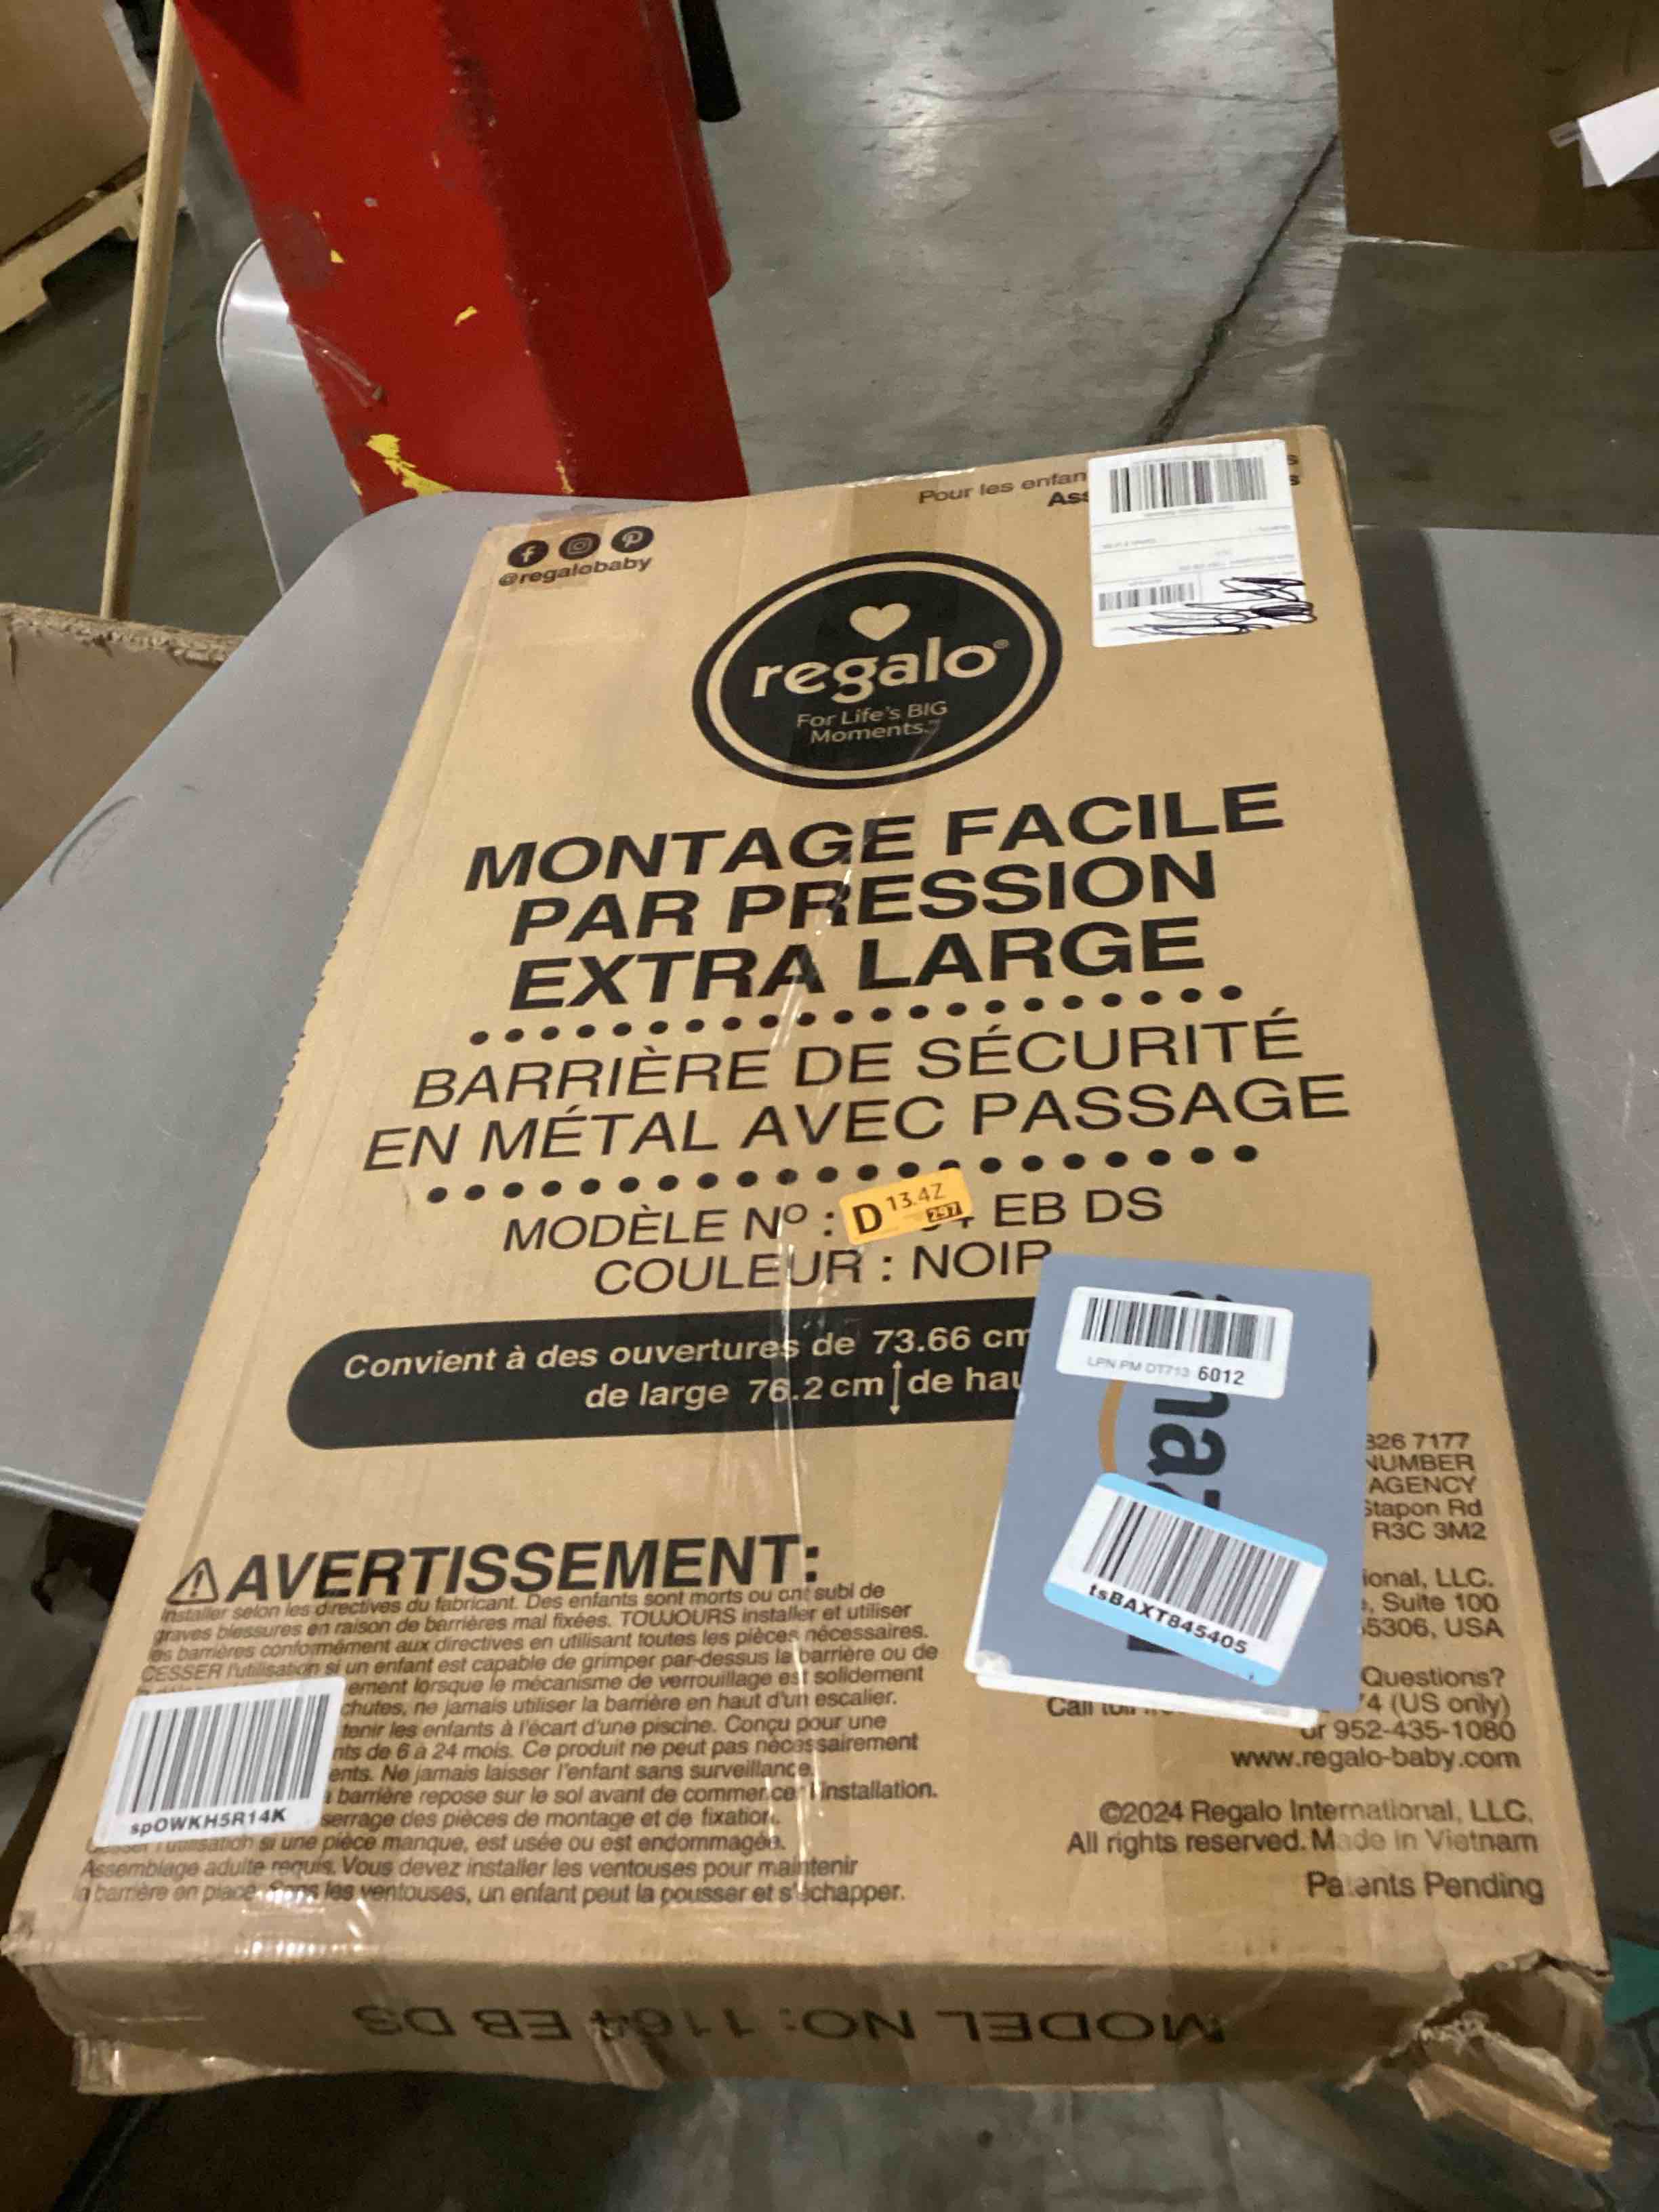 Pour les enfan
Ass
@regalobaby
regalo®
For Life's BIG
Moments.™
MONTAGE FACILE
PAR PRESSION
EXTRA LARGE
BARRIÈRE DE SÉCURITÉ
EN MÉTAL AVEC PASSAGE
MODÈLE Nº : EB DS
D 13.4Z
297
COULEUR : NOIR
Convient à des ouvertures de 73.66 cm
de large 76.2 cm de hau
LPN PM DT713 6012
tsBAXT845405
326 7177
NUMBER
AGENCY
Stapon Rd
R3C 3M2
ional, LLC.
, Suite 100
55306, USA
Questions?
4 (US only)
or 952-435-1080
www.regalo-baby.com
©2024 Regalo International, LLC.
All rights reserved. Made in Vietnam
Patents Pending
AVERTISSEMENT:
Installer selon les directives du fabricant. Des enfants sont morts ou ont subi de
graves blessures en raison de barrières mal fixées. TOUJOURS installer et utiliser
les barrières conformément aux directives en utilisant toutes les pièces nécessaires.
CESSER l'utilisation si un enfant est capable de grimper par-dessus la barrière ou de
ement lorsque le mécanisme de verrouillage est solidement
chutes, ne jamais utiliser la barrière en haut d'un escalier.
tenir les enfants à l'écart d'une piscine. Conçu pour une
nts de 6 à 24 mois. Ce produit ne peut pas nécessairement
ents. Ne jamais laisser l'enfant sans surveillance.
barrière repose sur le sol avant de commencer l'installation.
serrage des pièces de montage et de fixation.
si une pièce manque, est usée ou est endommagée.
Assemblage adulte requis. Vous devez installer les ventouses pour maintenir
la barrière en place. Sans les ventouses, un enfant peut la pousser et s'échapper.
spOWKH5R14K
MODEL NO: 1164 EB DS